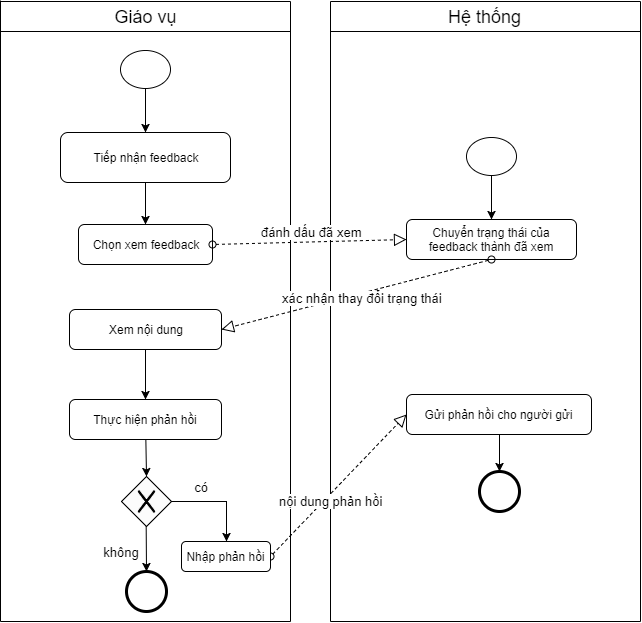 Giáo vụ
Hệ thống
Tiếp nhận feedback
Chọn xem feedback
đánh dấu đã xem
Chuyển trạng thái của
feedback thành đã xem
xác nhận thay đổi trạng thái
Xem nội dung
Thực hiện phản hồi
Gửi phản hồi cho người gửi
có
nội dung phản hồi
không
Nhập phản hồi